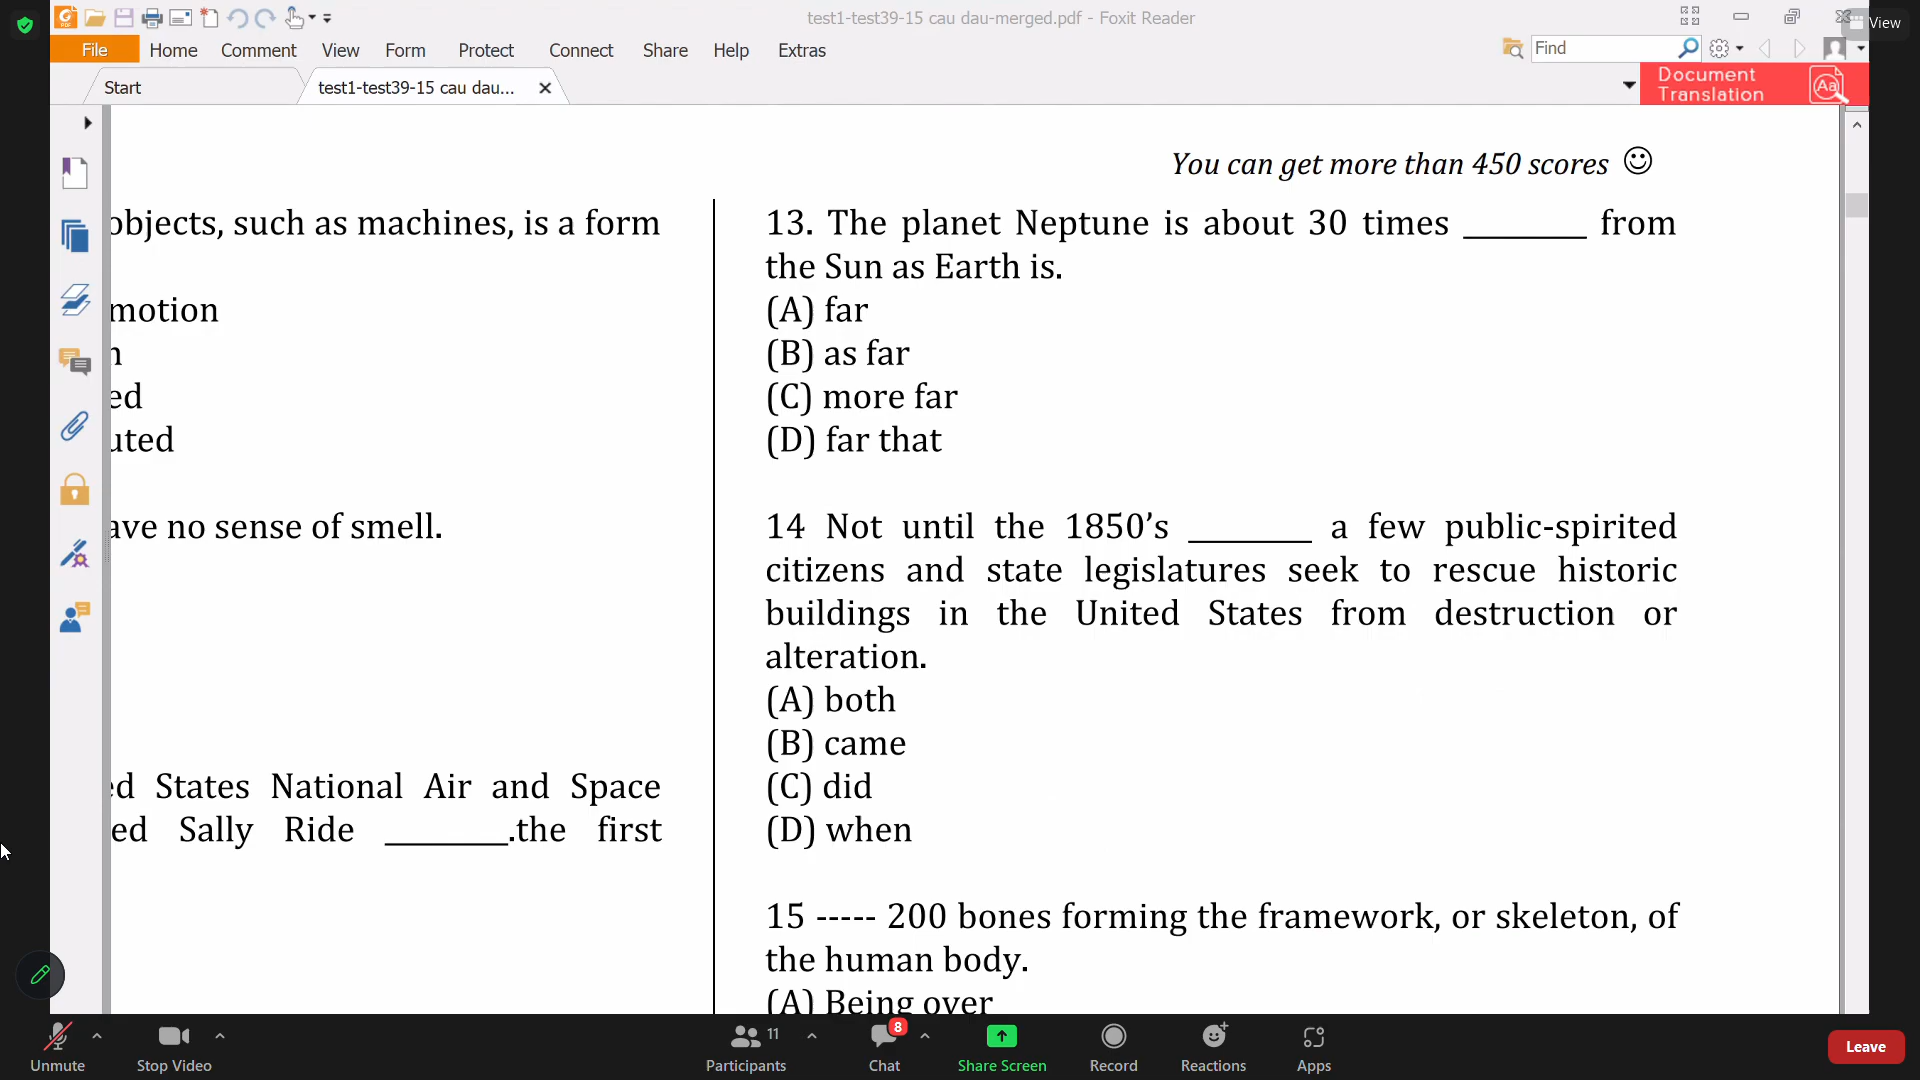 test1-test39-15 cau dau-merged.pdf - Foxit Reader
View
File Home Comment View Form Protect Connect Share Help Extras
Find
Start
test1-test39-15 cau dau...
Document
Translation
You can get more than 450 scores ☺
objects, such as machines, is a form
motion
n
ed
uted
ave no sense of smell.
ed States National Air and Space
ed Sally Ride ________.the first
13. The planet Neptune is about 30 times ________ from
the Sun as Earth is.
(A) far
(B) as far
(C) more far
(D) far that
14 Not until the 1850’s ________ a few public-spirited
citizens and state legislatures seek to rescue historic
buildings in the United States from destruction or
alteration.
(A) both
(B) came
(C) did
(D) when
15 ----- 200 bones forming the framework, or skeleton, of
the human body.
(A) Being over
Unmute
Stop Video
11
Participants
8
Chat
Share Screen
Record
Reactions
Apps
Leave